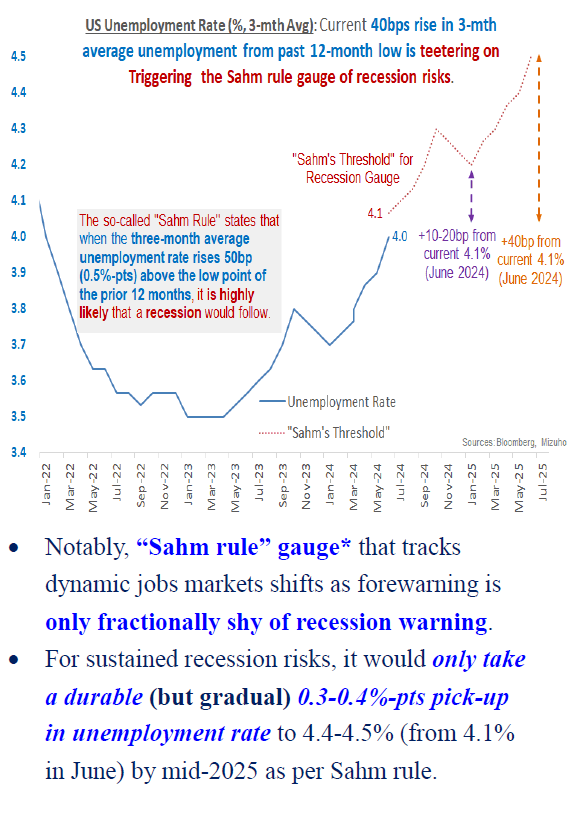 US Unemployment Rate (%, 3-mth Avg): Current 40bps rise in 3-mth
average unemployment from past 12-month low is teetering on
Triggering the Sahm rule gauge of recession risks.
4.5
4.4
4.3
4.2
4.1
4.0
3.9
3.8
3.7
3.6
3.5
3.4
"Sahm's Threshold" for
Recession Gauge
4.1
4.0
+10-20bp from
current 4.1%
(June 2024)
+40bp from
current 4.1%
(June 2024)
The so-called "Sahm Rule" states that
when the three-month average
unemployment rate rises 50bp
(0.5%-pts) above the low point of
the prior 12 months, it is highly
likely that a recession would follow.
Unemployment Rate
"Sahm's Threshold"
Sources: Bloomberg, Mizuho
Jan-22
Mar-22
May-22
Jul-22
Sep-22
Nov-22
Jan-23
Mar-23
May-23
Jul-23
Sep-23
Nov-23
Jan-24
Mar-24
May-24
Jul-24
Sep-24
Nov-24
Jan-25
Mar-25
May-25
Jul-25
• Notably, “Sahm rule” gauge* that tracks
dynamic jobs markets shifts as forewarning is
only fractionally shy of recession warning.
• For sustained recession risks, it would only take
a durable (but gradual) 0.3-0.4%-pts pick-up
in unemployment rate to 4.4-4.5% (from 4.1%
in June) by mid-2025 as per Sahm rule.